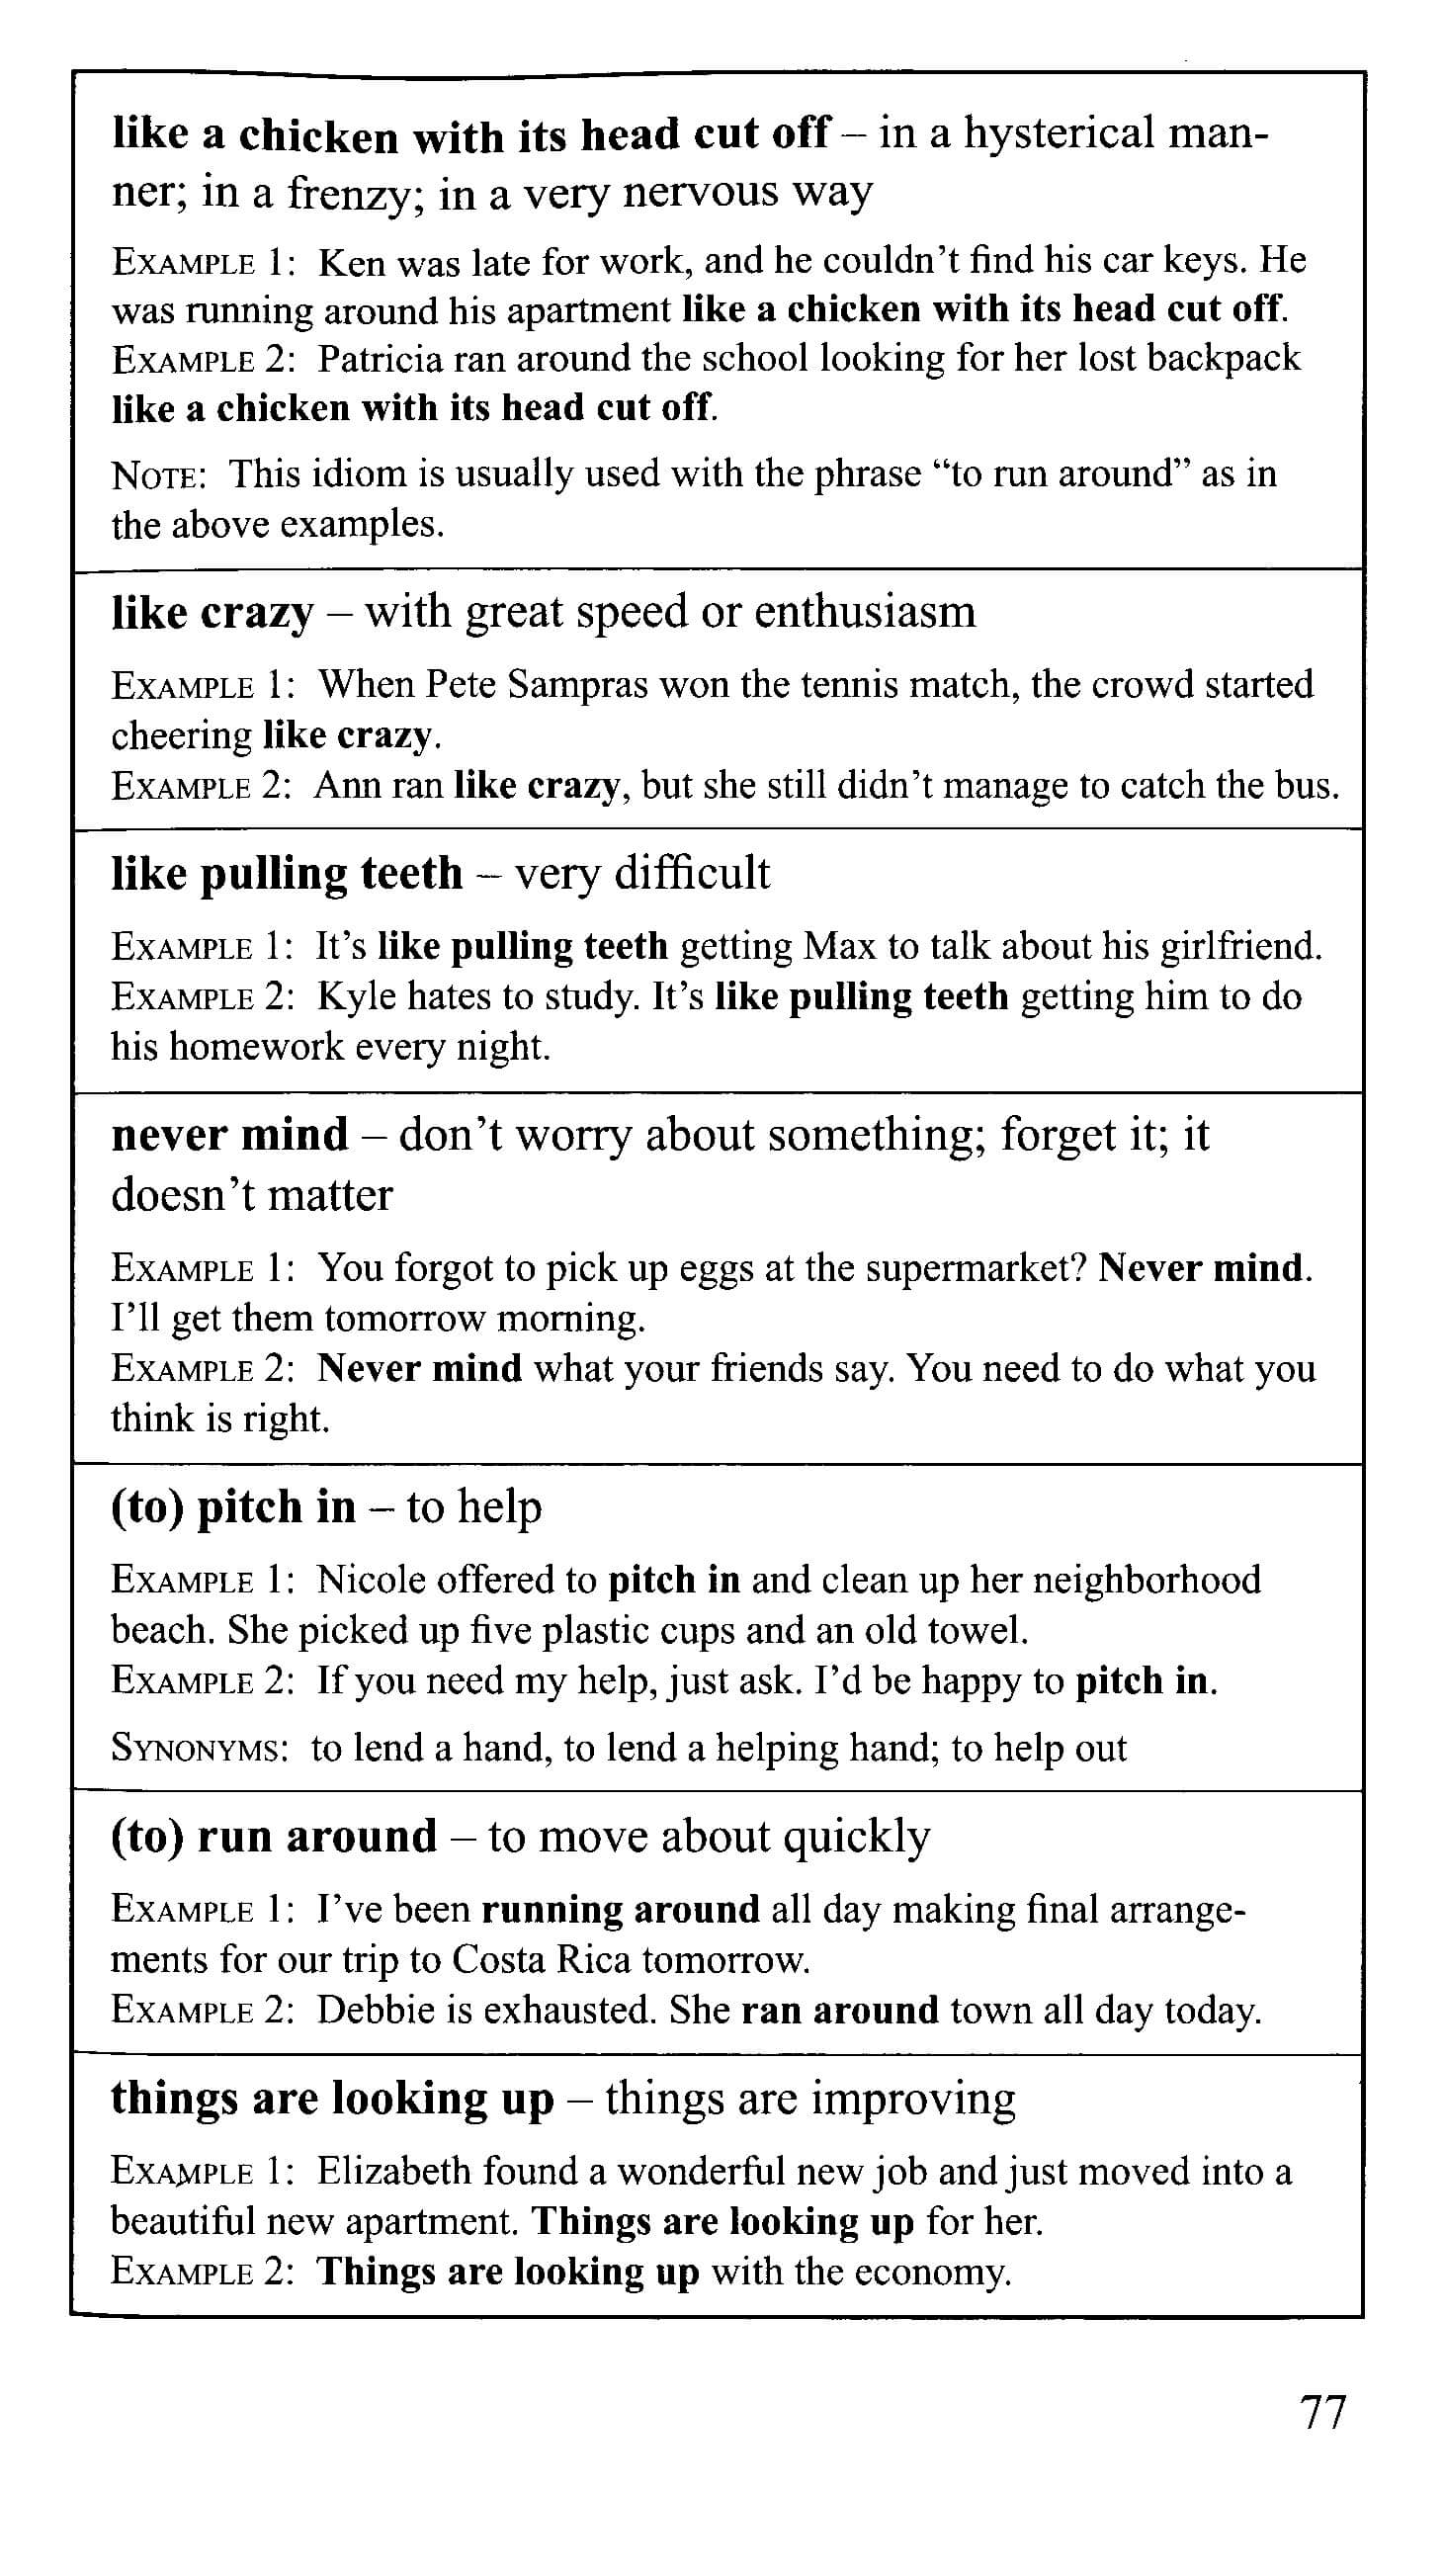 like a chicken with its head cut off – in a hysterical man-
ner; in a frenzy; in a very nervous way
EXAMPLE 1: Ken was late for work, and he couldn’t find his car keys. He
was running around his apartment like a chicken with its head cut off.
EXAMPLE 2: Patricia ran around the school looking for her lost backpack
like a chicken with its head cut off.
NOTE: This idiom is usually used with the phrase “to run around” as in
the above examples.
like crazy – with great speed or enthusiasm
EXAMPLE 1: When Pete Sampras won the tennis match, the crowd started
cheering like crazy.
EXAMPLE 2: Ann ran like crazy, but she still didn’t manage to catch the bus.
like pulling teeth – very difficult
EXAMPLE 1: It’s like pulling teeth getting Max to talk about his girlfriend.
EXAMPLE 2: Kyle hates to study. It’s like pulling teeth getting him to do
his homework every night.
never mind – don’t worry about something; forget it; it
doesn’t matter
EXAMPLE 1: You forgot to pick up eggs at the supermarket? Never mind.
I’ll get them tomorrow morning.
EXAMPLE 2: Never mind what your friends say. You need to do what you
think is right.
(to) pitch in – to help
EXAMPLE 1: Nicole offered to pitch in and clean up her neighborhood
beach. She picked up five plastic cups and an old towel.
EXAMPLE 2: If you need my help, just ask. I’d be happy to pitch in.
SYNONYMS: to lend a hand, to lend a helping hand; to help out
(to) run around – to move about quickly
EXAMPLE 1: I’ve been running around all day making final arrange-
ments for our trip to Costa Rica tomorrow.
EXAMPLE 2: Debbie is exhausted. She ran around town all day today.
things are looking up – things are improving
EXAMPLE 1: Elizabeth found a wonderful new job and just moved into a
beautiful new apartment. Things are looking up for her.
EXAMPLE 2: Things are looking up with the economy.
77